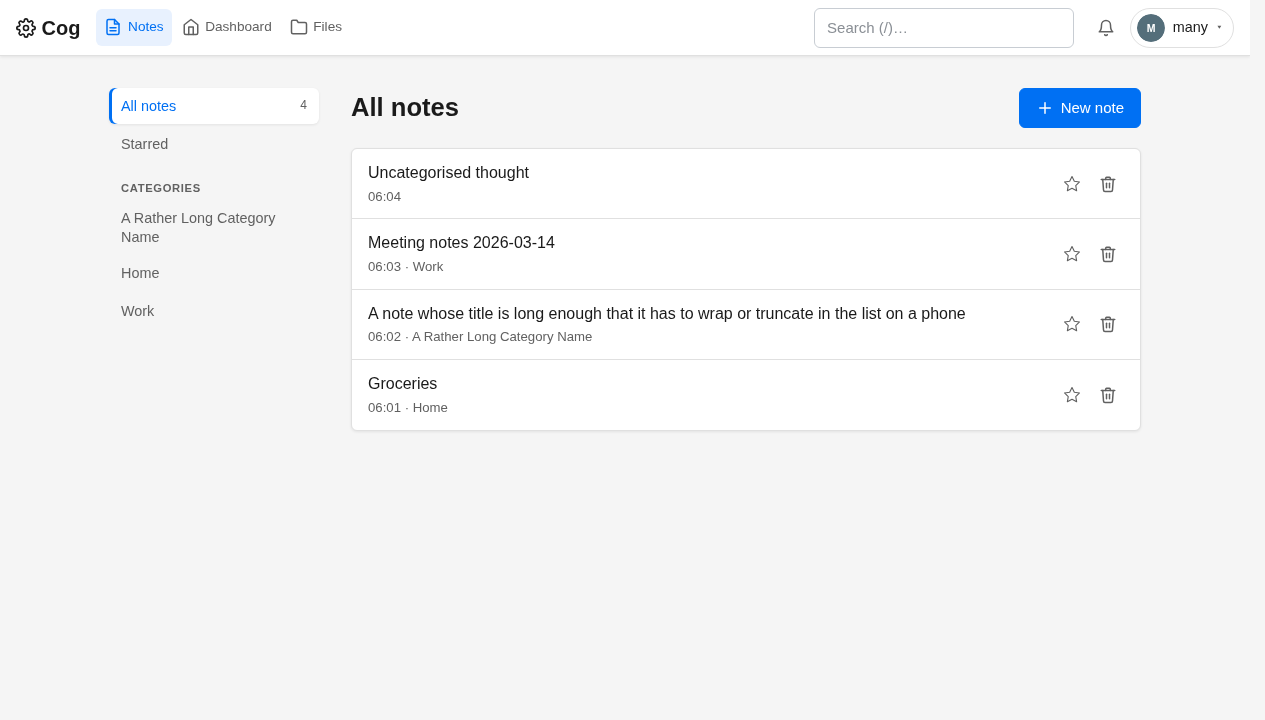 Cog
Notes
Dashboard
Files
Search (/)…
M
many
All notes
4
Starred
CATEGORIES
A Rather Long Category
Name
Home
Work
All notes
New note
Uncategorised thought
06:04
Meeting notes 2026-03-14
06:03 · Work
A note whose title is long enough that it has to wrap or truncate in the list on a phone
06:02 · A Rather Long Category Name
Groceries
06:01 · Home